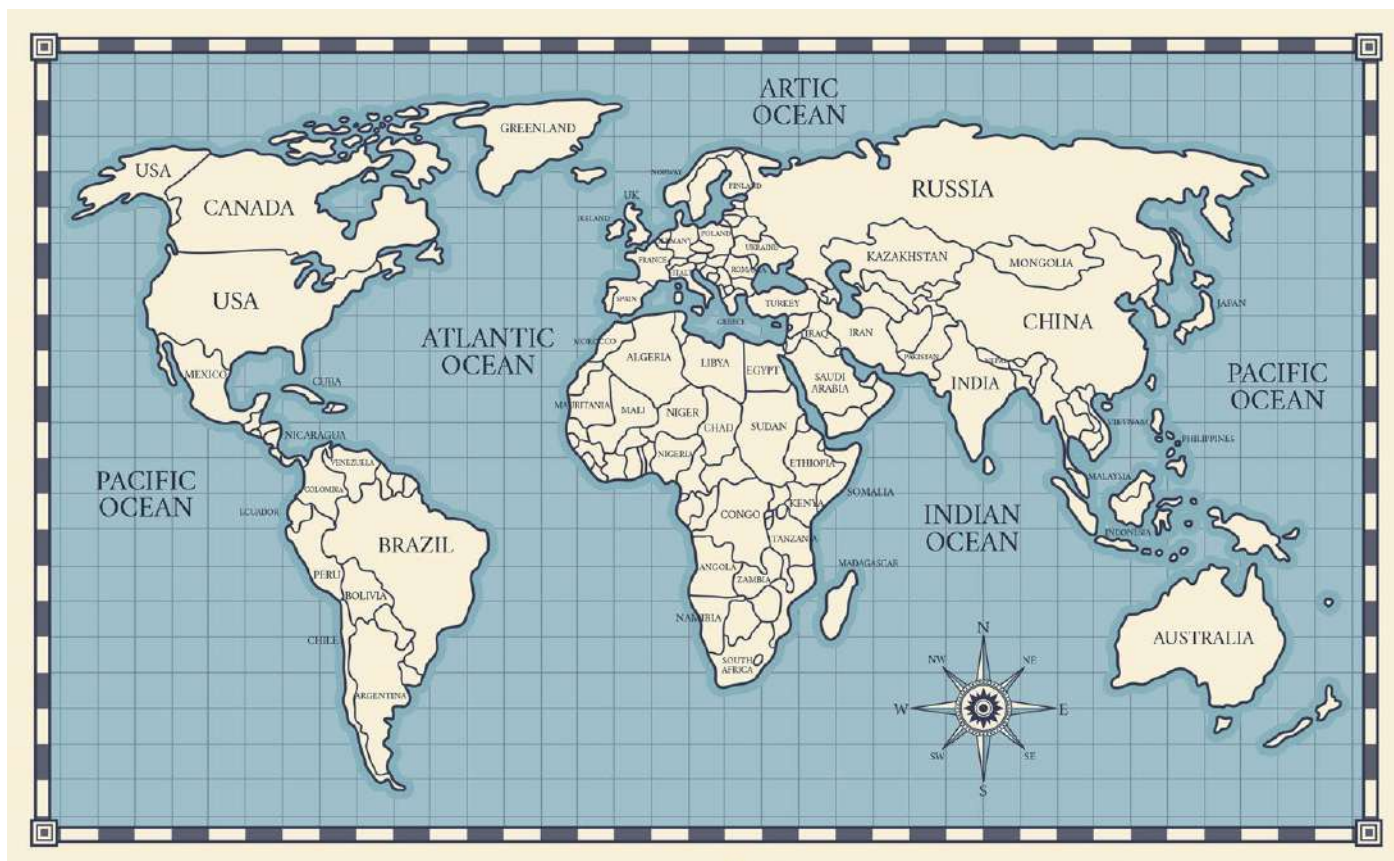 ARTIC
OCEAN
GREENLAND
USA
CANADA
RUSSIA
NORWAY
FINLAND
UK
IRELAND
POLAND
GERMANY
UKRAINE
FRANCE
KAZAKHSTAN
MONGOLIA
ITALY
ROMANIA
USA
SPAIN
TURKEY
JAPAN
GREECE
CHINA
ATLANTIC
OCEAN
MOROCCO
ALGERIA
LIBYA
EGYPT
IRAQ
IRAN
PAKISTAN
NEPAL
MEXICO
CUBA
SAUDI
ARABIA
INDIA
PACIFIC
OCEAN
MAURITANIA
MALI
NIGER
CHAD
SUDAN
VIETNAM
PHILIPPINES
NICARAGUA
VENEZUELA
NIGERIA
ETHIOPIA
MALAYSIA
PACIFIC
OCEAN
COLOMBIA
SOMALIA
ECUADOR
CONGO
KENYA
INDIAN
OCEAN
INDONESIA
BRAZIL
TANZANIA
PERU
ANGOLA
ZAMBIA
MADAGASCAR
BOLIVIA
NAMIBIA
CHILE
AUSTRALIA
SOUTH
AFRICA
ARGENTINA
N
NW
NE
W
E
SW
SE
S